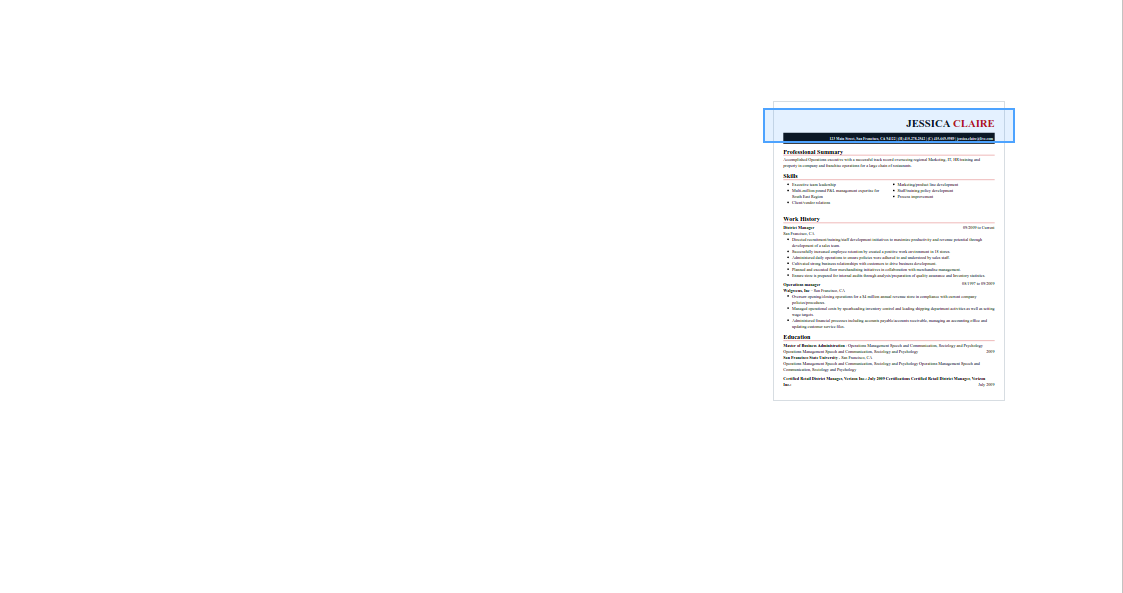 JESSICA CLAIRE
123 Main Street, San Francisco, CA 94122 | (H) 415.278.2942 | (C) | jessica.claire@live.com
Professional Summary
Accomplished Operations executive with a successful track record overseeing regional Marketing, IT, HR/training and
property in company and franchise operations for a large chain of restaurants.
Skills
Executive team leadership
Multi-million pound P&L management expertise for
South East Region
Client/vendor relations
Marketing/product line development
Staff/training policy development
Process improvement
Work History
District Manager 09/2009 to Current
San Francisco, CA
Directed recruitment/training/staff development initiatives to maximize productivity and revenue potential through
development of a sales team.
Successfully increased employee retention by created a positive work environment in 18 stores.
Administered daily operations to ensure policies were adhered to and understood by sales staff.
Cultivated strong business relationships with customers to drive business development.
Planned and executed floor merchandising initiatives in collaboration with merchandise management.
Ensure store is prepared for internal audits through analysis/preparation of quality assurance and Inventory statistics.
Operations manager 08/1997 to 09/2009
Walgreens, Inc – San Francisco, CA
Oversaw opening/closing operations for a $4 million annual revenue store in compliance with current company
policies/procedures.
Managed operational costs by spearheading inventory control and leading shipping department activities as well as setting
wage targets.
Administered financial processes including accounts payable/accounts receivable, managing an accounting office and
updating customer service files.
Education
Master of Business Administration : Operations Management Speech and Communication, Sociology and Psychology
Operations Management Speech and Communication, Sociology and Psychology 2009
San Francisco State University - San Francisco, CA
Operations Management Speech and Communication, Sociology and Psychology Operations Management Speech and
Communication, Sociology and Psychology
Certified Retail District Manager, Verizon Inc.: July 2009 Certifications Certified Retail District Manager, Verizon
Inc.: July 2009